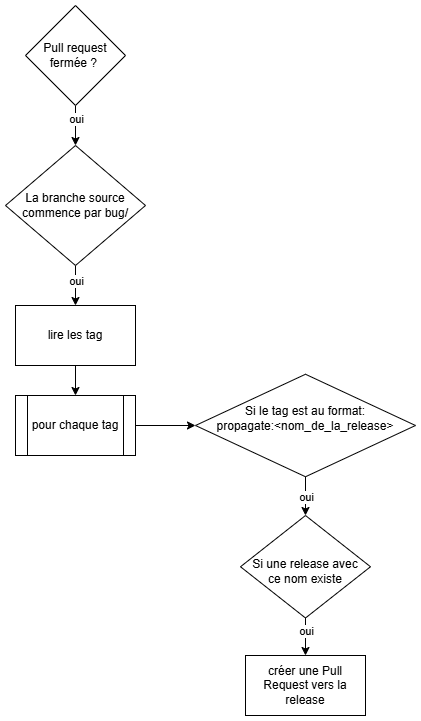 Pull request
fermée ?
oui
La branche source
commence par bug/
oui
lire les tag
pour chaque tag
Si le tag est au format:
propagate:<nom_de_la_release>
oui
Si une release avec
ce nom existe
oui
créer une Pull
Request vers la
release